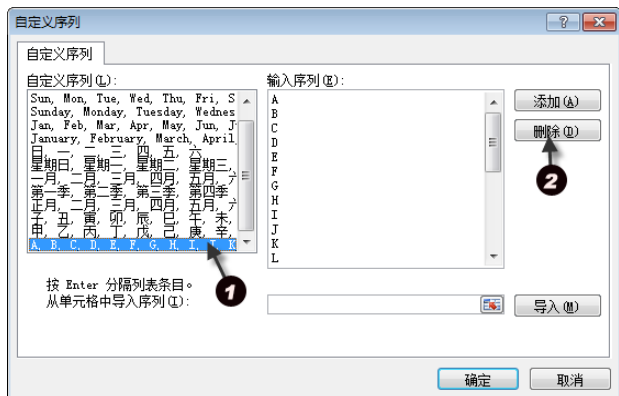 自定义序列
自定义序列
自定义序列(L):
Sun, Mon, Tue, Wed, Thu, Fri, S
Sunday, Monday, Tuesday, Wednes
Jan, Feb, Mar, Apr, May, Jun, J
January, February, March, April
日, 一, 二, 三, 四, 五, 六
星期日, 星期一, 星期二, 星期三,
一月, 二月, 三月, 四月, 五月, 六
第一季, 第二季, 第三季, 第四季
正月, 二月, 三月, 四月, 五月, 六
子, 丑, 寅, 卯, 辰, 巳, 午, 未,
甲, 乙, 丙, 丁, 戊, 己, 庚, 辛,
A, B, C, D, E, F, G, H, I, J, K
输入序列(E):
A
B
C
D
E
F
G
H
I
J
K
L
添加(A)
删除(D)
1
2
按 Enter 分隔列表条目。
从单元格中导入序列(I):
导入(M)
确定
取消